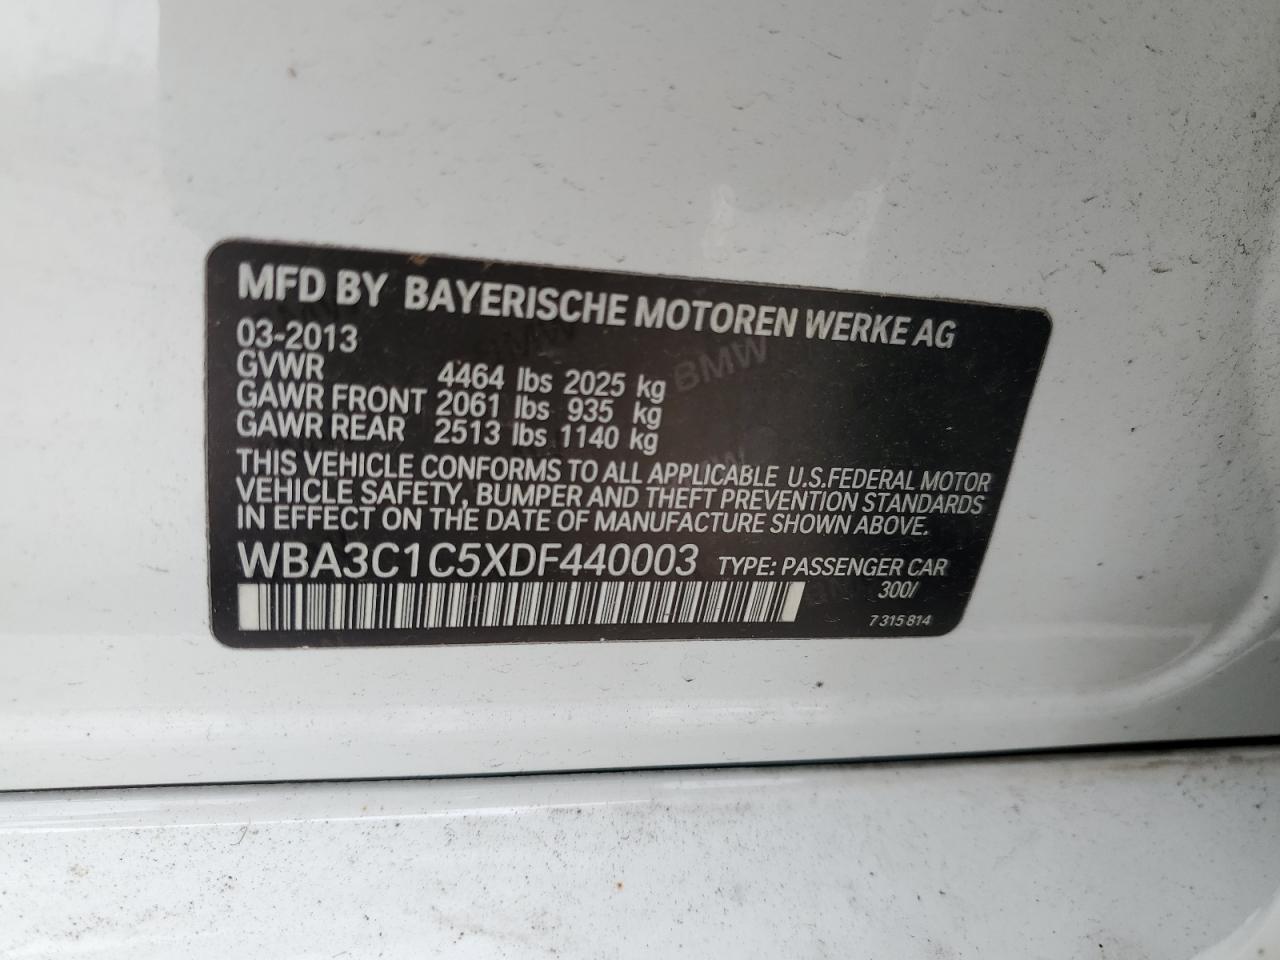 MFD BY BAYERISCHE MOTOREN WERKE AG
03-2013
GVWR 4464 lbs 2025 kg
GAWR FRONT 2061 lbs 935 kg
GAWR REAR 2513 lbs 1140 kg
THIS VEHICLE CONFORMS TO ALL APPLICABLE U.S.FEDERAL MOTOR
VEHICLE SAFETY, BUMPER AND THEFT PREVENTION STANDARDS
IN EFFECT ON THE DATE OF MANUFACTURE SHOWN ABOVE.
WBA3C1C5XDF440003 TYPE: PASSENGER CAR
300/
7 315 814
BMW